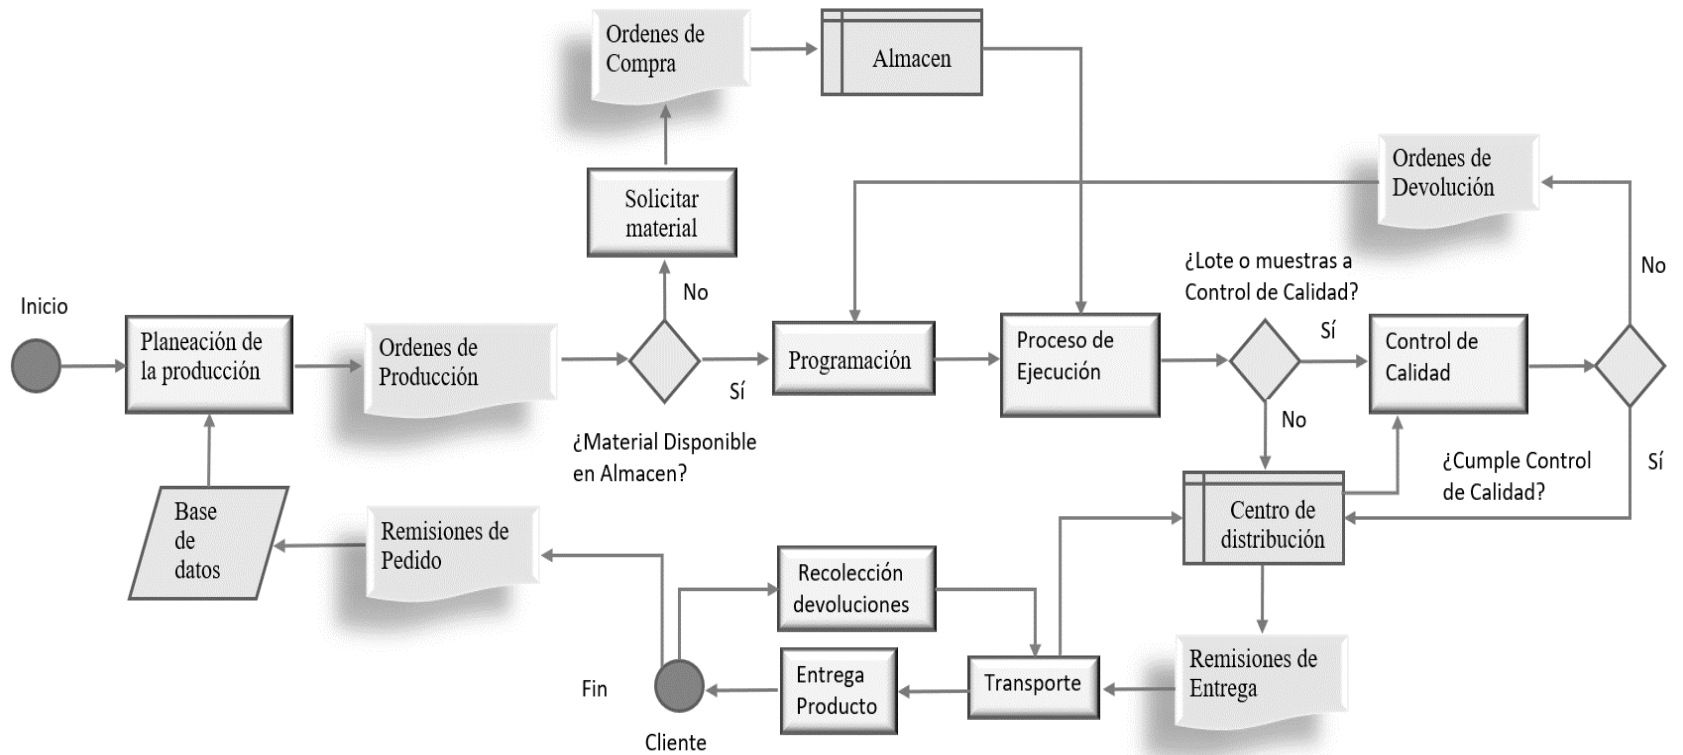 Ordenes de
Compra
Almacen
Ordenes de
Devolución
Solicitar
material
¿Lote o muestras a
Control de Calidad?
No
No
Inicio
Sí
Planeación de
la producción
Ordenes de
Producción
Programación
Proceso de
Ejecución
Control de
Calidad
Sí
No
¿Material Disponible
en Almacen?
¿Cumple Control
de Calidad?
Sí
Base
de
datos
Remisiones de
Pedido
Centro de
distribución
Recolección
devoluciones
Remisiones de
Entrega
Fin
Entrega
Producto
Transporte
Cliente